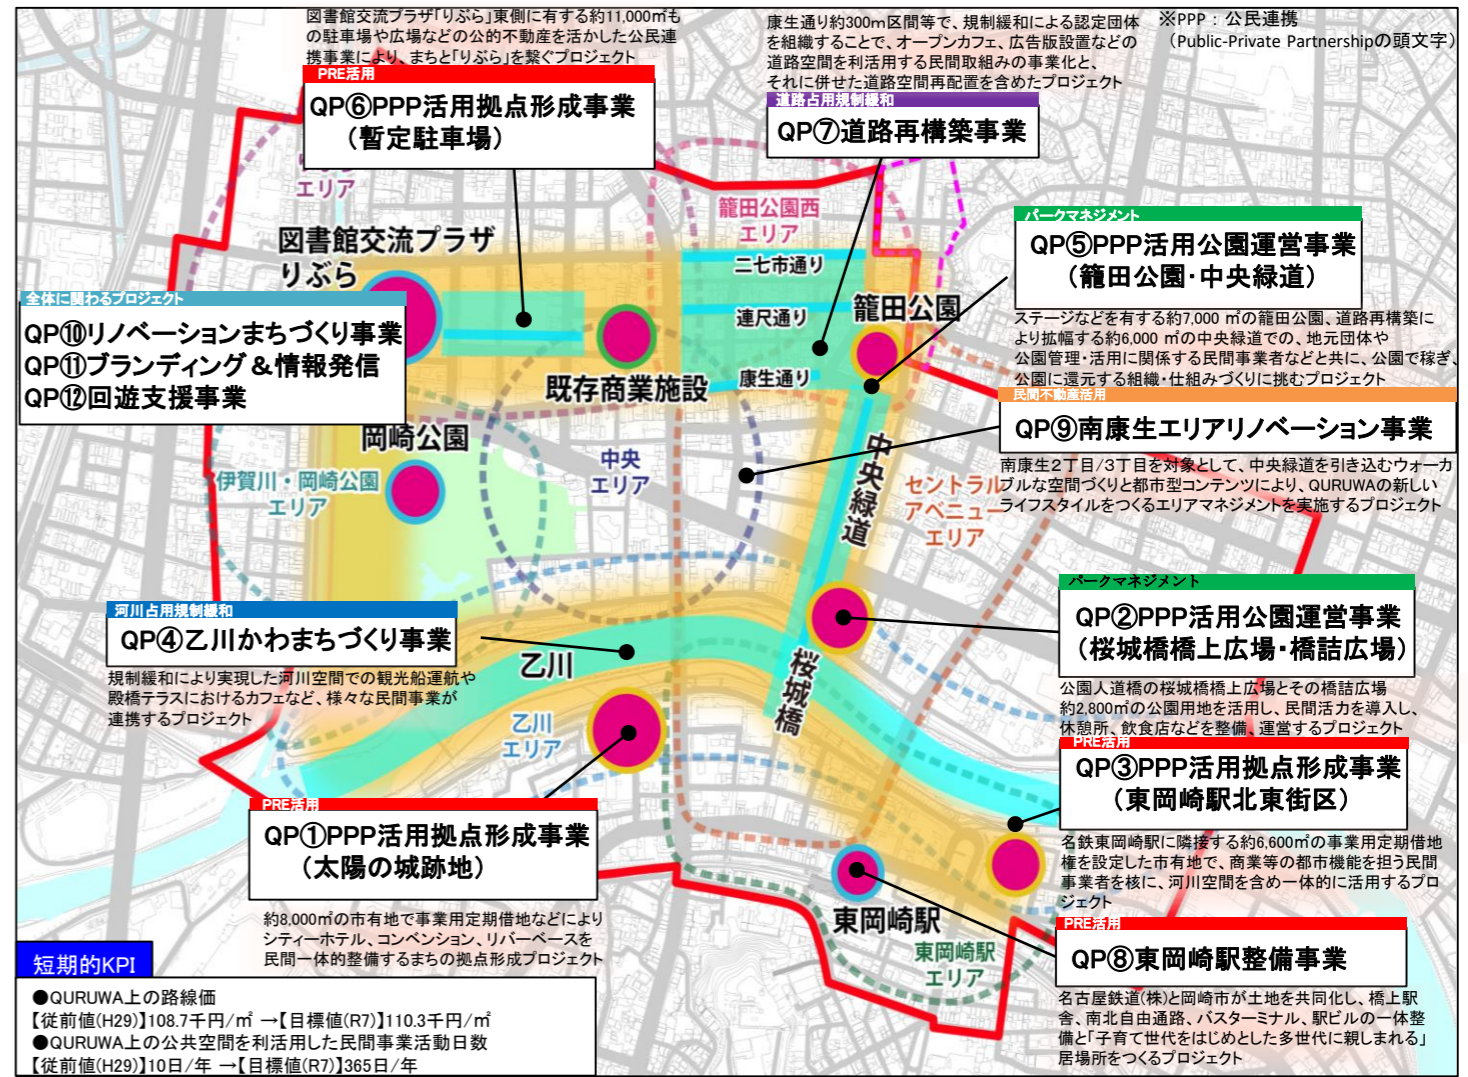 図書館交流プラザ「りぶら」東側に有する約11,000㎡も
の駐車場や広場などの公的不動産を活かした公民連
携事業により、まちと「りぶら」を繋ぐプロジェクト
PRE活用
QP⑥PPP活用拠点形成事業
（暫定駐車場）
康生通り約300ｍ区間等で、規制緩和による認定団体
を組織することで、オープンカフェ、広告版設置などの
道路空間を利活用する民間取組みの事業化と、
それに併せた道路空間再配置を含めたプロジェクト
道路占用規制緩和
QP⑦道路再構築事業
※PPP：公民連携
（Public-Private Partnershipの頭文字）
エリア
籠田公園西
エリア
二七市通り
連尺通り
康生通り
籠田公園
図書館交流プラザ
りぶら
既存商業施設
パークマネジメント
QP⑤PPP活用公園運営事業
（籠田公園・中央緑道）
ステージなどを有する約7,000 ㎡の籠田公園、道路再構築に
より拡幅する約6,000 ㎡の中央緑道での、地元団体や
公園管理・活用に関係する民間事業者などと共に、公園で稼ぎ、
公園に還元する組織・仕組みづくりに挑むプロジェクト
全体に関わるプロジェクト
QP⑩リノベーションまちづくり事業
QP⑪ブランディング＆情報発信
QP⑫回遊支援事業
民間不動産活用
QP⑨南康生エリアリノベーション事業
南康生２丁目/３丁目を対象として、中央緑道を引き込むウォーカ
ブルな空間づくりと都市型コンテンツにより、QURUWAの新しい
ライフスタイルをつくるエリアマネジメントを実施するプロジェクト
岡崎公園
伊賀川・岡崎公園
エリア
中央
エリア
中央緑道
セントラル
アベニュー
エリア
河川占用規制緩和
QP④乙川かわまちづくり事業
規制緩和により実現した河川空間での観光船運航や
殿橋テラスにおけるカフェなど、様々な民間事業が
連携するプロジェクト
乙川
乙川
エリア
桜城橋
パークマネジメント
QP②PPP活用公園運営事業
（桜城橋橋上広場・橋詰広場）
公園人道橋の桜城橋橋上広場とその橋詰広場
約2,800㎡の公園用地を活用し、民間活力を導入し、
休憩所、飲食店などを整備、運営するプロジェクト
PRE活用
QP③PPP活用拠点形成事業
（東岡崎駅北東街区）
名鉄東岡崎駅に隣接する約6,600㎡の事業用定期借地
権を設定した市有地で、商業等の都市機能を担う民間
事業者を核に、河川空間を含め一体的に活用するプロ
ジェクト
PRE活用
QP①PPP活用拠点形成事業
（太陽の城跡地）
約8,000㎡の市有地で事業用定期借地などにより
シティーホテル、コンベンション、リバーベースを
民間一体的整備するまちの拠点形成プロジェクト
東岡崎駅
東岡崎駅
エリア
PRE活用
QP⑧東岡崎駅整備事業
名古屋鉄道(株)と岡崎市が土地を共同化し、橋上駅
舎、南北自由通路、バスターミナル、駅ビルの一体整
備と「子育て世代をはじめとした多世代に親しまれる」
居場所をつくるプロジェクト
短期的KPI
●QURUWA上の路線価
【従前値(H29)】108.7千円/㎡ →【目標値(R7)】110.3千円/㎡
●QURUWA上の公共空間を利活用した民間事業活動日数
【従前値(H29)】10日/年 →【目標値(R7)】365日/年